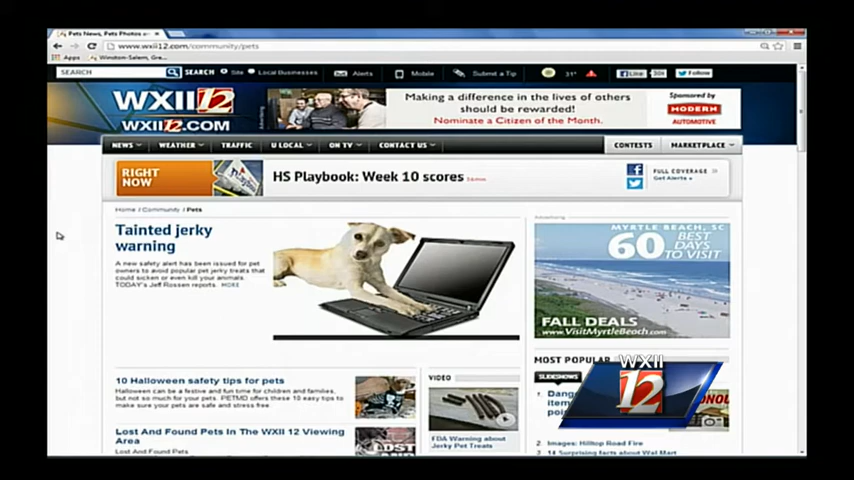 Pets News, Pets Photos a
www.wxii12.com/community/pets
Apps
Winston-Salem, Gre...
SEARCH
SEARCH
Site
Local Businesses
Alerts
Mobile
Submit a Tip
31°
Like
Follow
WXII 12
WXII12.COM
Advertising
Making a difference in the lives of others
should be rewarded!
Nominate a Citizen of the Month.
Sponsored by
MODERN
AUTOMOTIVE
NEWS
WEATHER
TRAFFIC
U LOCAL
ON TV
CONTACT US
CONTESTS
MARKETPLACE
RIGHT
NOW
HS Playbook: Week 10 scores
FULL COVERAGE
Get Alerts
Home / Community / Pets
Tainted jerky
warning
A new safety alert has been issued for pet
owners to avoid popular pet jerky treats that
could sicken or even kill your animals.
TODAY's Jeff Rossen reports. MORE
Advertising
MYRTLE BEACH, SC
60 BEST
DAYS
TO VISIT
FALL DEALS
www.VisitMyrtleBeach.com
10 Halloween safety tips for pets
Halloween can be a festive and fun time for children and families,
but not so much for your pets. PETMD offers these 10 easy tips to
make sure your pets are safe and stress free.
Lost And Found Pets In The WXII 12 Viewing
Area
Lost And Found Pets
VIDEO
FDA Warning about
Jerky Pet Treats
MOST POPULAR
SLIDESHOWS
1.
2. Images: Hilltop Road Fire
3. 14 Surprising facts about Wal Mart
WXII
12